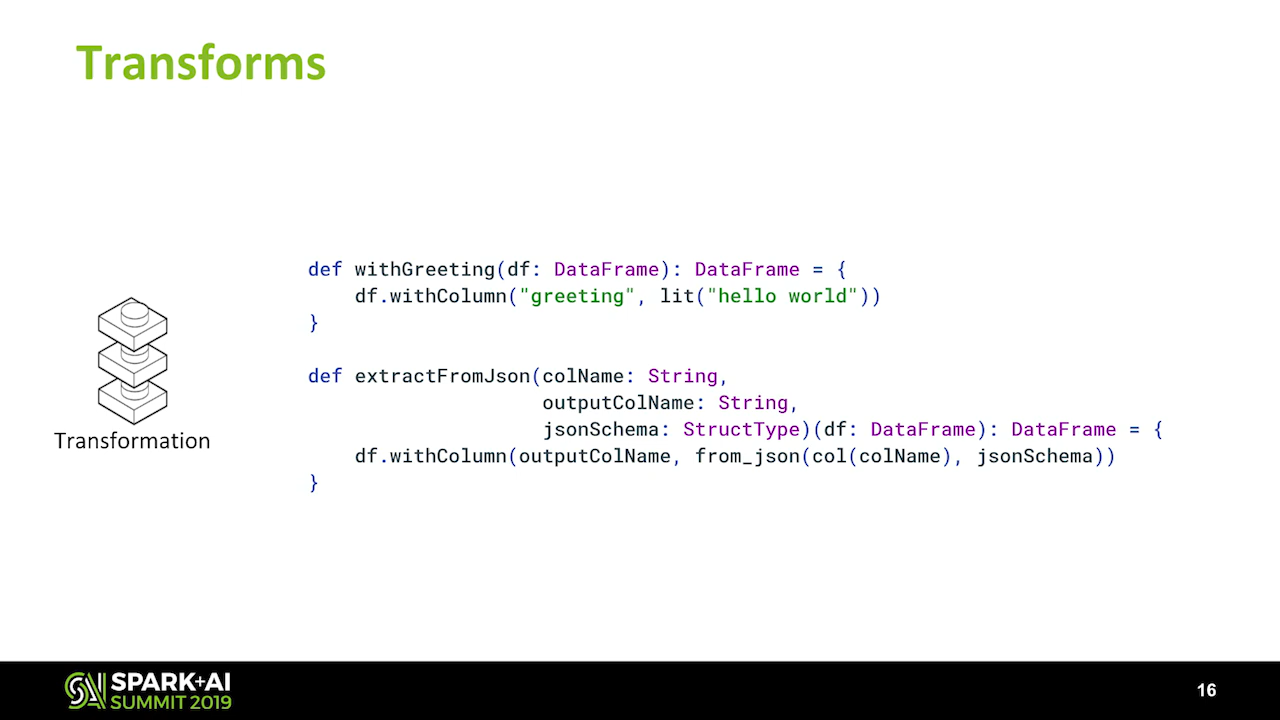 Transforms
def withGreeting(df: DataFrame): DataFrame = {
    df.withColumn("greeting", lit("hello world"))
}
def extractFromJson(colName: String,
                    outputColName: String,
                    jsonSchema: StructType)(df: DataFrame): DataFrame = {
    df.withColumn(outputColName, from_json(col(colName), jsonSchema))
}
Transformation
SPARK+AI
SUMMIT 2019
16